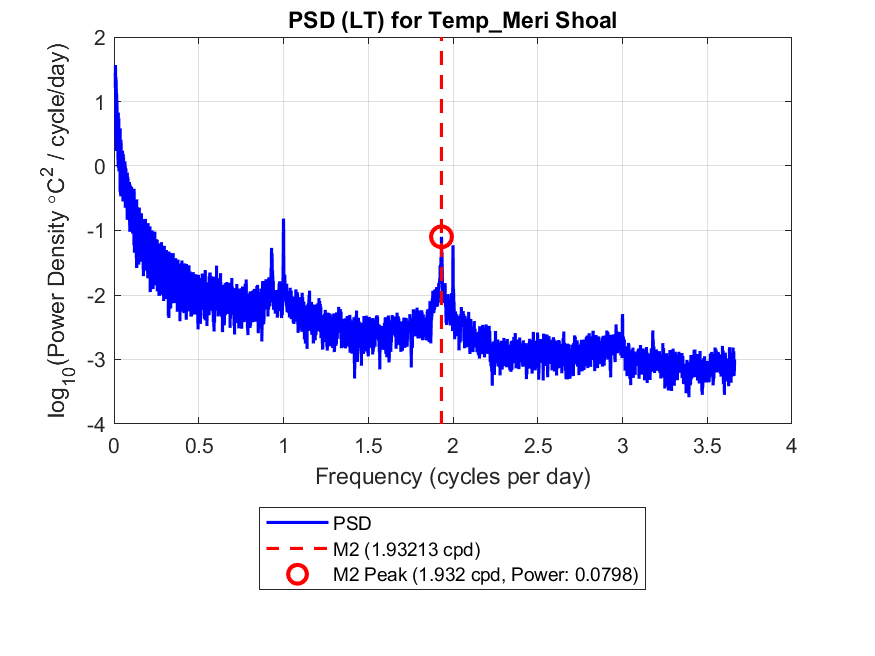 PSD (LT) for Temp_Meri Shoal
log10(Power Density °C2 / cycle/day)
2
1
0
-1
-2
-3
-4
0
0.5
1
1.5
2
2.5
3
3.5
4
Frequency (cycles per day)
PSD
M2 (1.93213 cpd)
M2 Peak (1.932 cpd, Power: 0.0798)